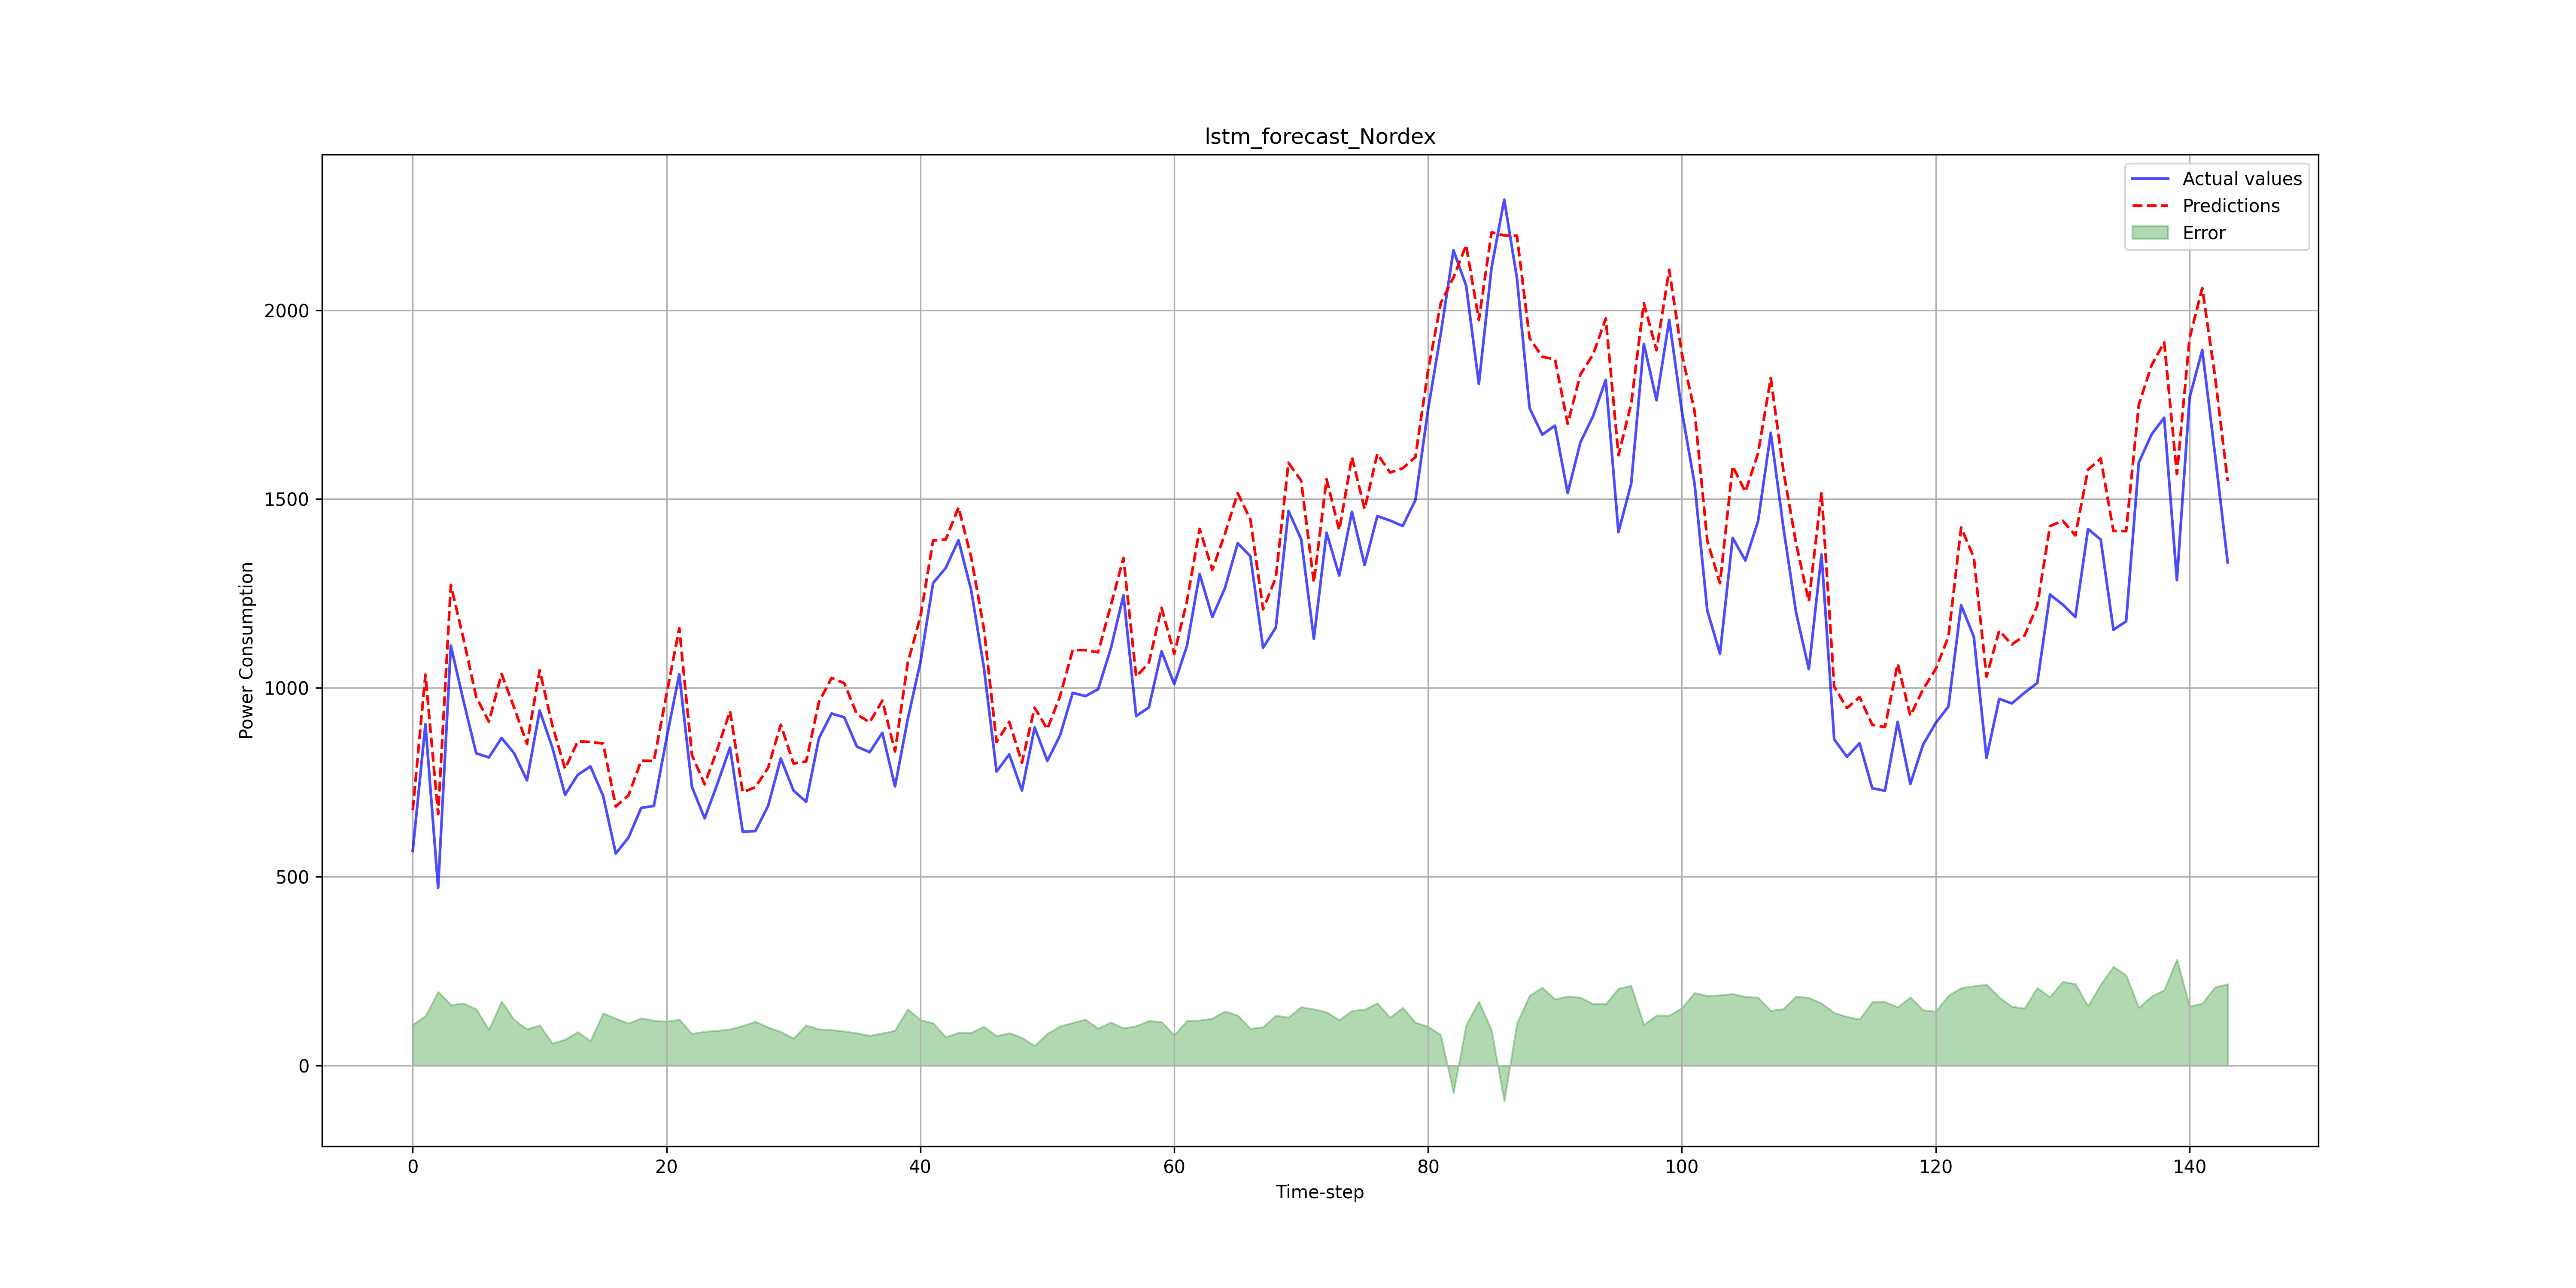 lstm_forecast_Nordex
Actual values
Predictions
Error
Power Consumption
2000
1500
1000
500
0
0 20 40 60 80 100 120 140
Time-step